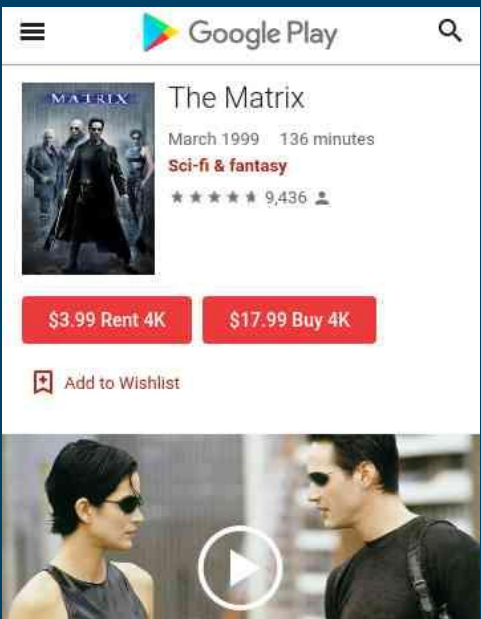 Google Play
MATRIX
The Matrix
March 1999 136 minutes
Sci-fi & fantasy
9,436
$3.99 Rent 4K
$17.99 Buy 4K
Add to Wishlist